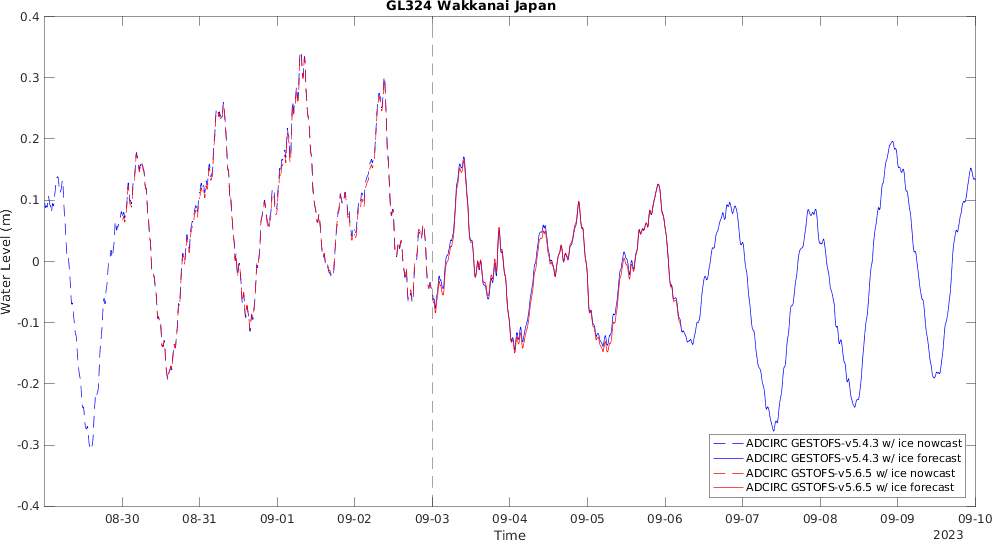 GL324 Wakkanai Japan
0.4
0.3
0.2
0.1
0
-0.1
-0.2
-0.3
-0.4
Water Level (m)
ADCIRC GESTOFS-v5.4.3 w/ ice nowcast
ADCIRC GESTOFS-v5.4.3 w/ ice forecast
ADCIRC GSTOFS-v5.6.5 w/ ice nowcast
ADCIRC GSTOFS-v5.6.5 w/ ice forecast
08-30 08-31 09-01 09-02 09-03 09-04 09-05 09-06 09-07 09-08 09-09 09-10
Time
2023